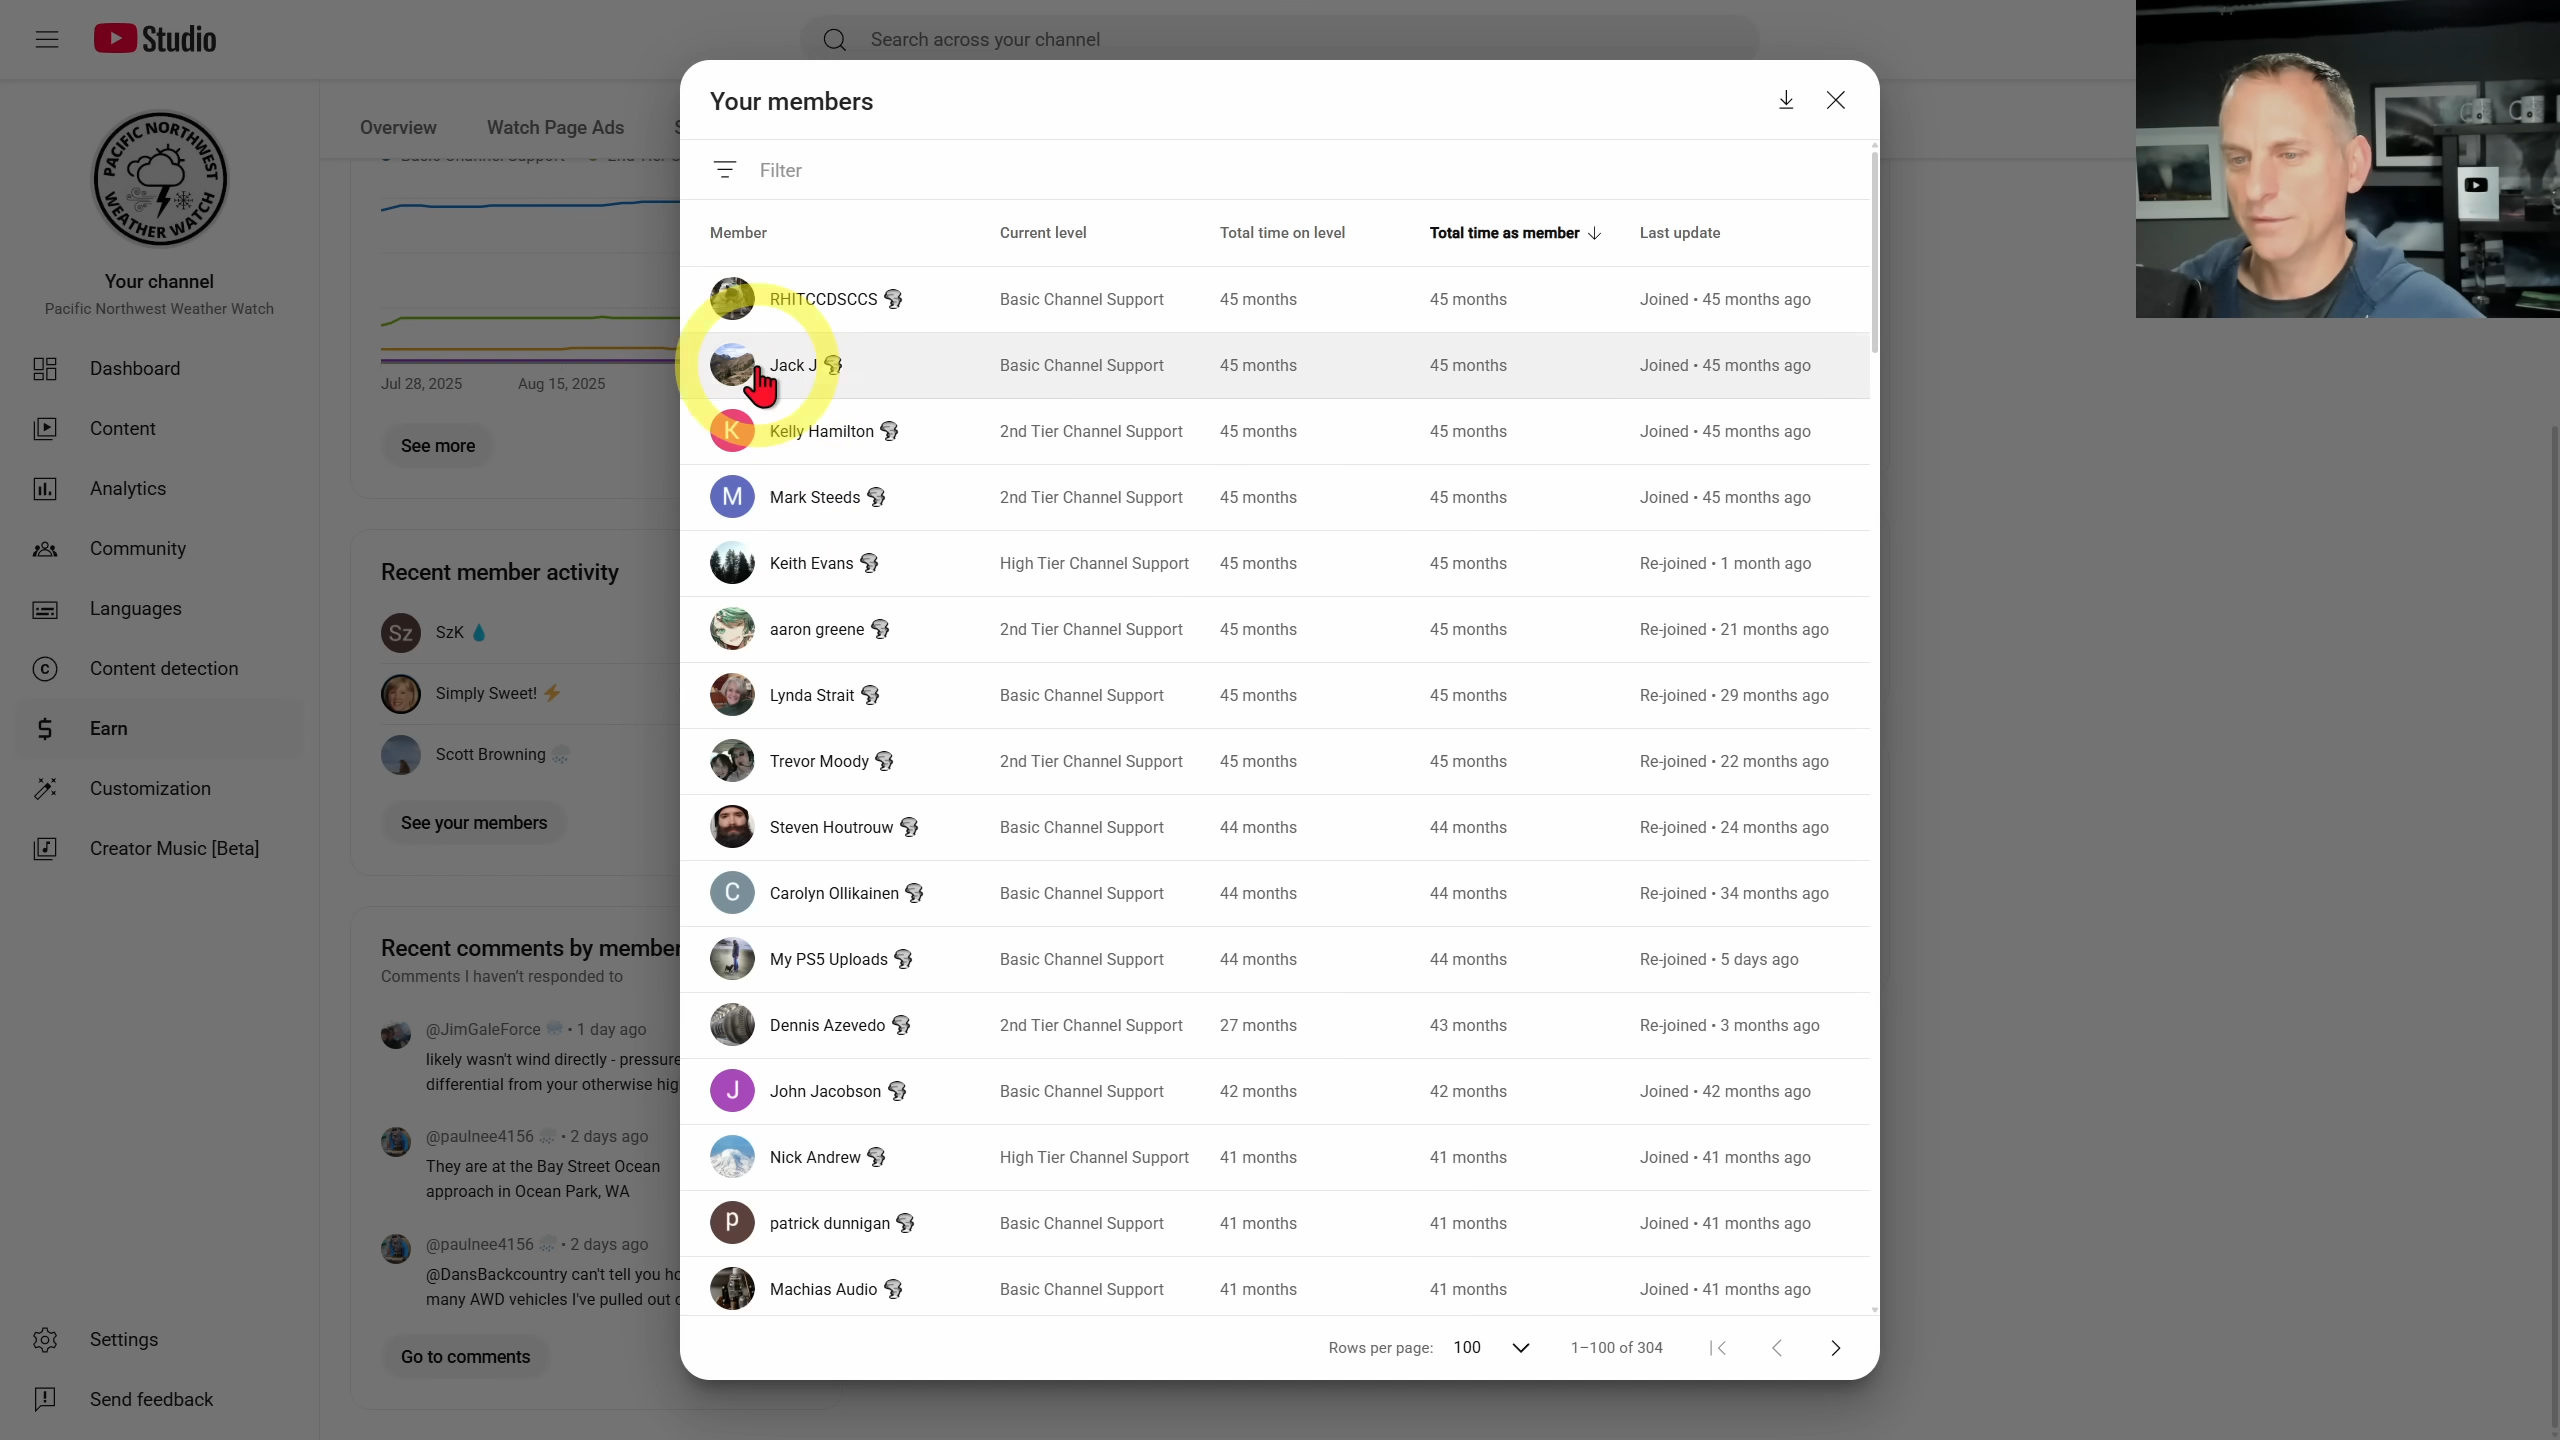 Studio
Search across your channel
PACIFIC NORTHWEST
WEATHER WATCH
Your channel
Pacific Northwest Weather Watch
Dashboard
Content
Analytics
Community
Languages
Content detection
Earn
Customization
Creator Music [Beta]
Settings
Send feedback
Overview
Watch Page Ads
Jul 28, 2025
Aug 15, 2025
See more
Recent member activity
Sz
SzK
Simply Sweet!
Scott Browning
See your members
Recent comments by member
Comments I haven't responded to
@JimGaleForce • 1 day ago
likely wasn't wind directly - pressure
differential from your otherwise hig
@paulnee4156 • 2 days ago
They are at the Bay Street Ocean
approach in Ocean Park, WA
@paulnee4156 • 2 days ago
@DansBackcountry can't tell you ho
many AWD vehicles I've pulled out
Go to comments
Your members
Filter
Member Current level Total time on level Total time as member Last update
RHITCCDSCCS Basic Channel Support 45 months 45 months Joined • 45 months ago
Jack J Basic Channel Support 45 months 45 months Joined • 45 months ago
K Kelly Hamilton 2nd Tier Channel Support 45 months 45 months Joined • 45 months ago
M Mark Steeds 2nd Tier Channel Support 45 months 45 months Joined • 45 months ago
Keith Evans High Tier Channel Support 45 months 45 months Re-joined • 1 month ago
aaron greene 2nd Tier Channel Support 45 months 45 months Re-joined • 21 months ago
Lynda Strait Basic Channel Support 45 months 45 months Re-joined • 29 months ago
Trevor Moody 2nd Tier Channel Support 45 months 45 months Re-joined • 22 months ago
Steven Houtrouw Basic Channel Support 44 months 44 months Re-joined • 24 months ago
C Carolyn Ollikainen Basic Channel Support 44 months 44 months Re-joined • 34 months ago
My PS5 Uploads Basic Channel Support 44 months 44 months Re-joined • 5 days ago
Dennis Azevedo 2nd Tier Channel Support 27 months 43 months Re-joined • 3 months ago
J John Jacobson Basic Channel Support 42 months 42 months Joined • 42 months ago
Nick Andrew High Tier Channel Support 41 months 41 months Joined • 41 months ago
p patrick dunnigan Basic Channel Support 41 months 41 months Joined • 41 months ago
Machias Audio Basic Channel Support 41 months 41 months Joined • 41 months ago
Rows per page: 100 1–100 of 304